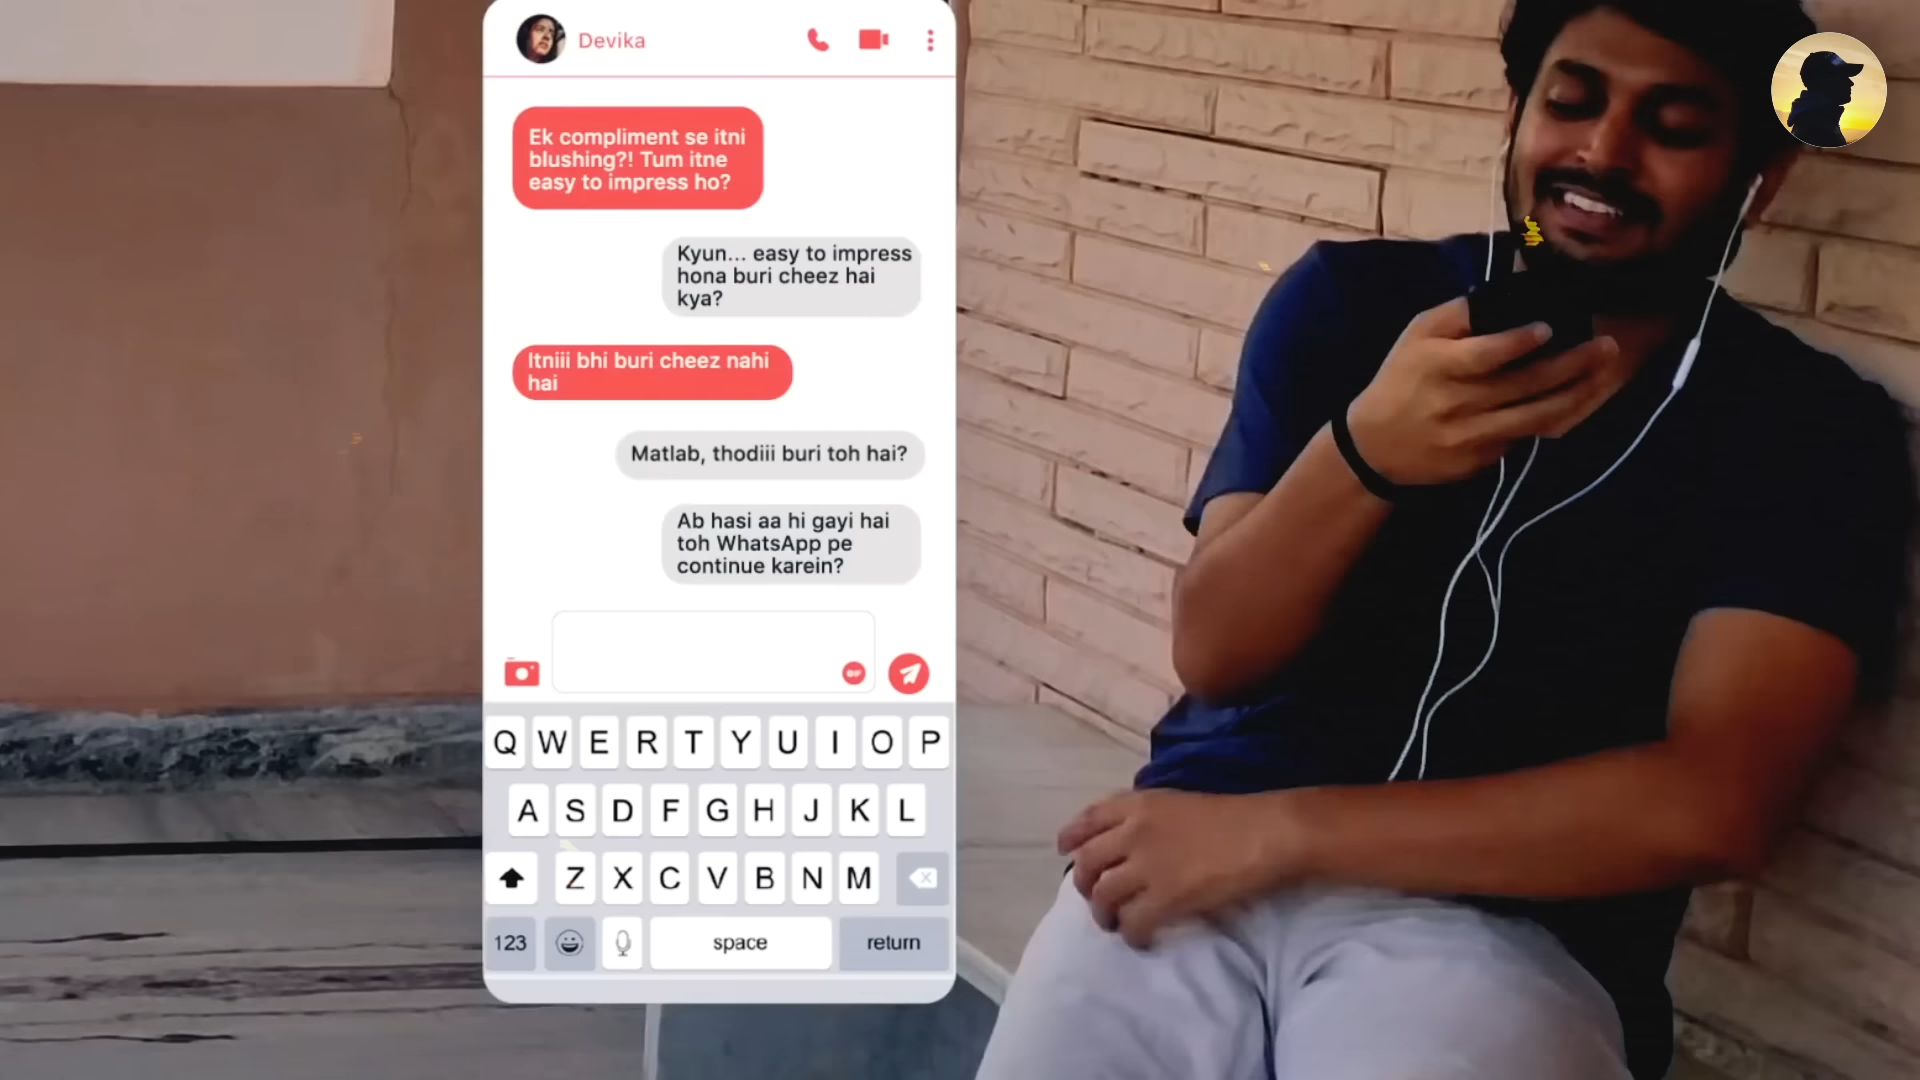 Devika
Ek compliment se itni
blushing?! Tum itne
easy to impress ho?
Kyun... easy to impress
hona buri cheez hai
kya?
Itniii bhi buri cheez nahi
hai
Matlab, thodiii buri toh hai?
Ab hasi aa hi gayi hai
toh WhatsApp pe
continue karein?
GIF
Q W E R T Y U I O P
A S D F G H J K L
Z X C V B N M
123 space return